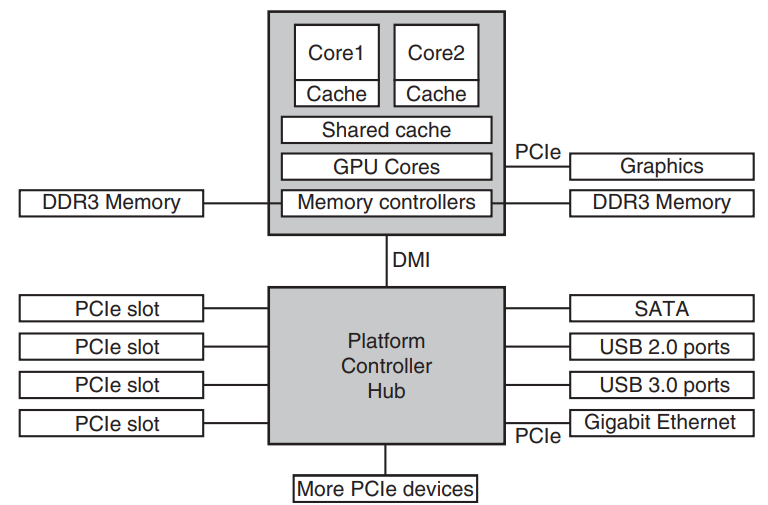 Core1
Core2
Cache
Cache
Shared cache
GPU Cores
PCIe
Graphics
DDR3 Memory
Memory controllers
DDR3 Memory
DMI
PCIe slot
PCIe slot
PCIe slot
PCIe slot
Platform
Controller
Hub
SATA
USB 2.0 ports
USB 3.0 ports
Gigabit Ethernet
PCIe
More PCIe devices